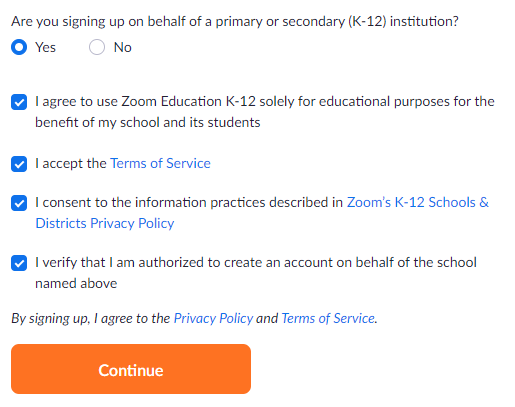 Are you signing up on behalf of a primary or secondary (K-12) institution?
Yes No
I agree to use Zoom Education K-12 solely for educational purposes for the
benefit of my school and its students
I accept the Terms of Service
I consent to the information practices described in Zoom's K-12 Schools &
Districts Privacy Policy
I verify that I am authorized to create an account on behalf of the school
named above
By signing up, I agree to the Privacy Policy and Terms of Service.
Continue